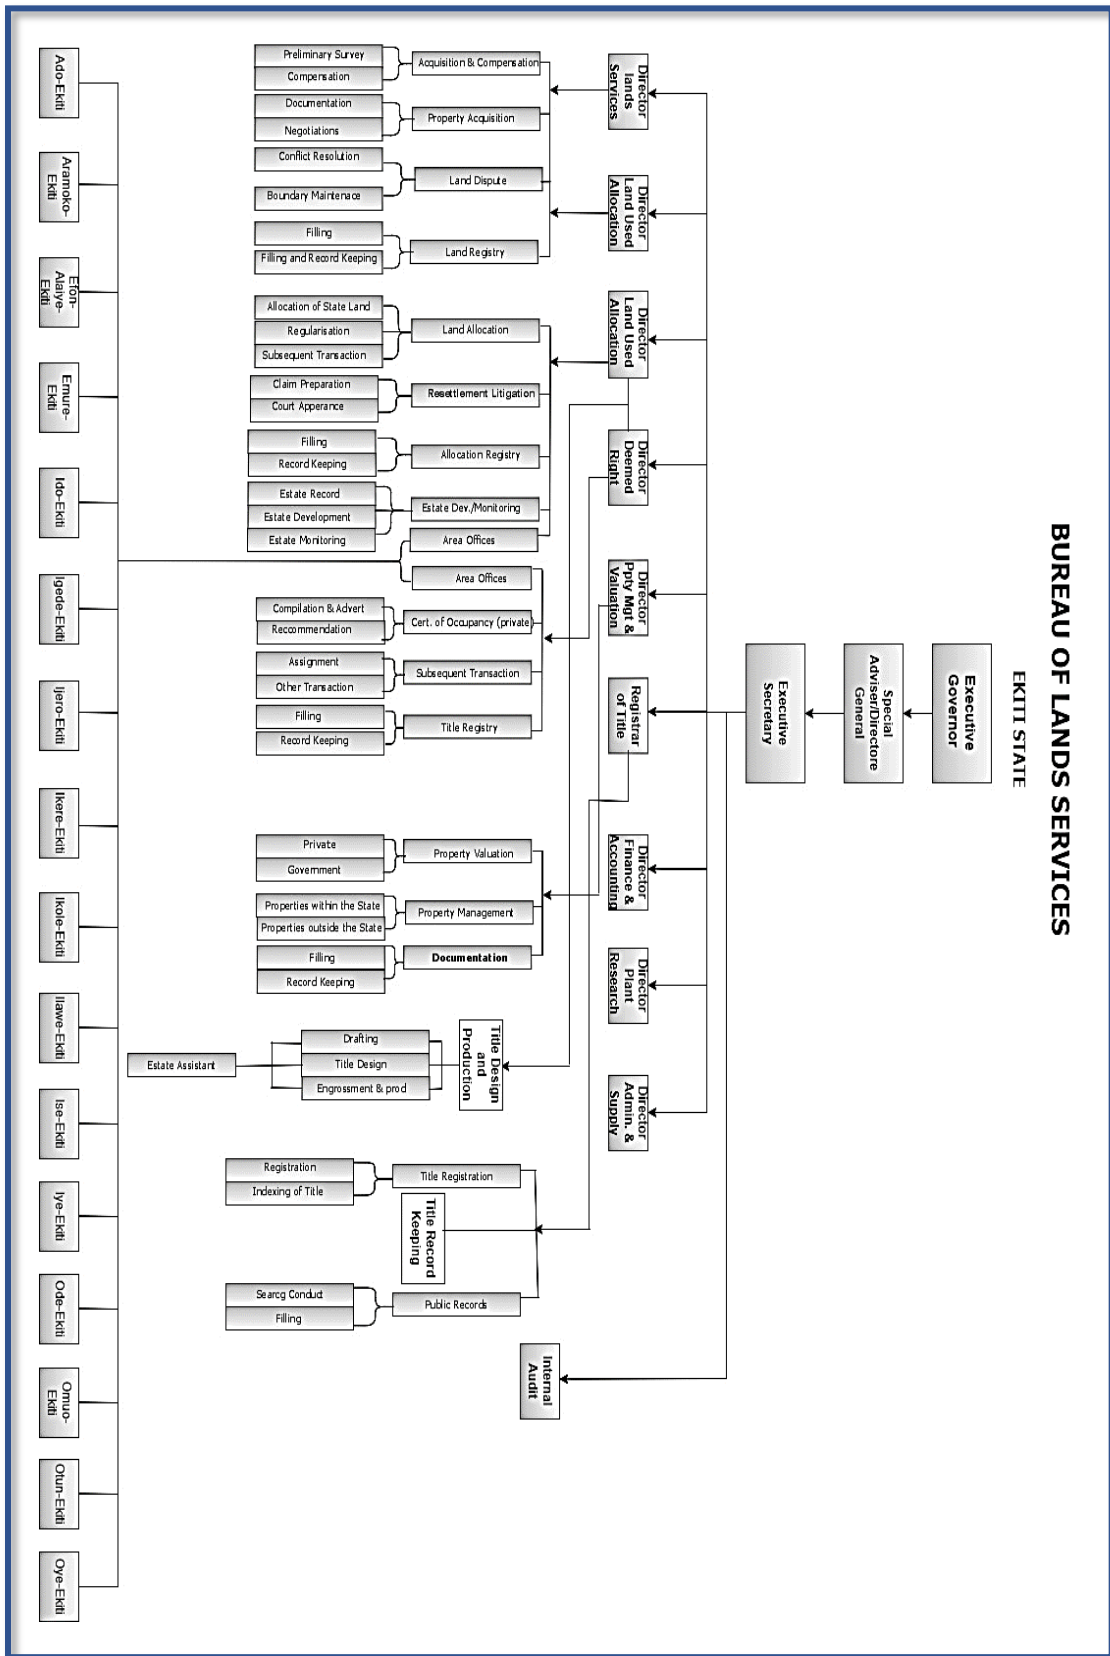 BUREAU OF LANDS SERVICES
EKITI STATE
Executive
Governor
Special
Adviser/Directore
General
Executive
Secretary
Director
lands
Services
Director
Land Used
Allocation
Director
Land Used
Allocation
Director
Deemed
Right
Director
Ppty Mgt &
Valuation
Registrar
of Title
Director
Finance &
Accounting
Director
Plant
Research
Director
Admin. &
Supply
Internal
Audit
Acquisition & Compensation
Preliminary Survey
Compensation
Property Acquisition
Documentation
Negotiations
Land Dispute
Conflict Resolution
Boundary Maintenace
Land Registry
Filling
Filling and Record Keeping
Land Allocation
Allocation of State Land
Regularisation
Subsequent Transaction
Resettlement Litigation
Claim Preparation
Court Apperance
Allocation Registry
Filling
Record Keeping
Estate Dev./Monitoring
Estate Record
Estate Development
Estate Monitoring
Area Offices
Area Offices
Cert. of Occupancy (private)
Compilation & Advert
Reccommendation
Subsequent Transaction
Assignment
Other Transaction
Title Registry
Filling
Record Keeping
Property Valuation
Private
Government
Property Management
Properties within the State
Properties outside the State
Documentation
Filling
Record Keeping
Title Design
and
Production
Drafting
Title Design
Engrossment & prod
Estate Assistant
Title Registration
Registration
Indexing of Title
Title Record
Keeping
Public Records
Searcg Conduct
Filling
Ado-Ekiti
Aramoko-
Ekiti
Efon-
Alaiye-
Ekiti
Emure-
Ekiti
Ido-Ekiti
Igede-Ekiti
Ijero-Ekiti
Ikere-Ekiti
Ikole-Ekiti
Ilawe-Ekiti
Ise-Ekiti
Iye-Ekiti
Ode-Ekiti
Omuo-
Ekiti
Otun-Ekiti
Oye-Ekiti